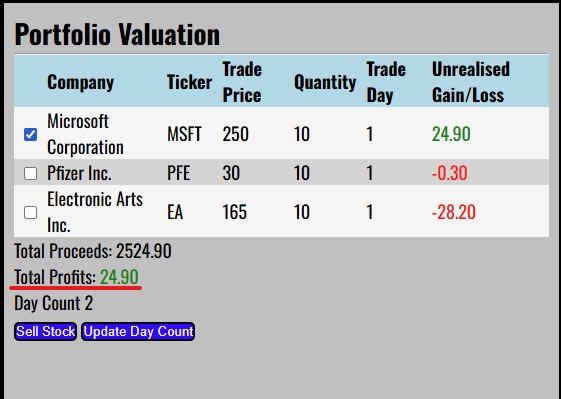 Portfolio Valuation
Company Ticker Trade Price Quantity Trade Day Unrealised Gain/Loss
Microsoft Corporation MSFT 250 10 1 24.90
Pfizer Inc. PFE 30 10 1 -0.30
Electronic Arts Inc. EA 165 10 1 -28.20
Total Proceeds: 2524.90
Total Profits: 24.90
Day Count 2
Sell Stock Update Day Count